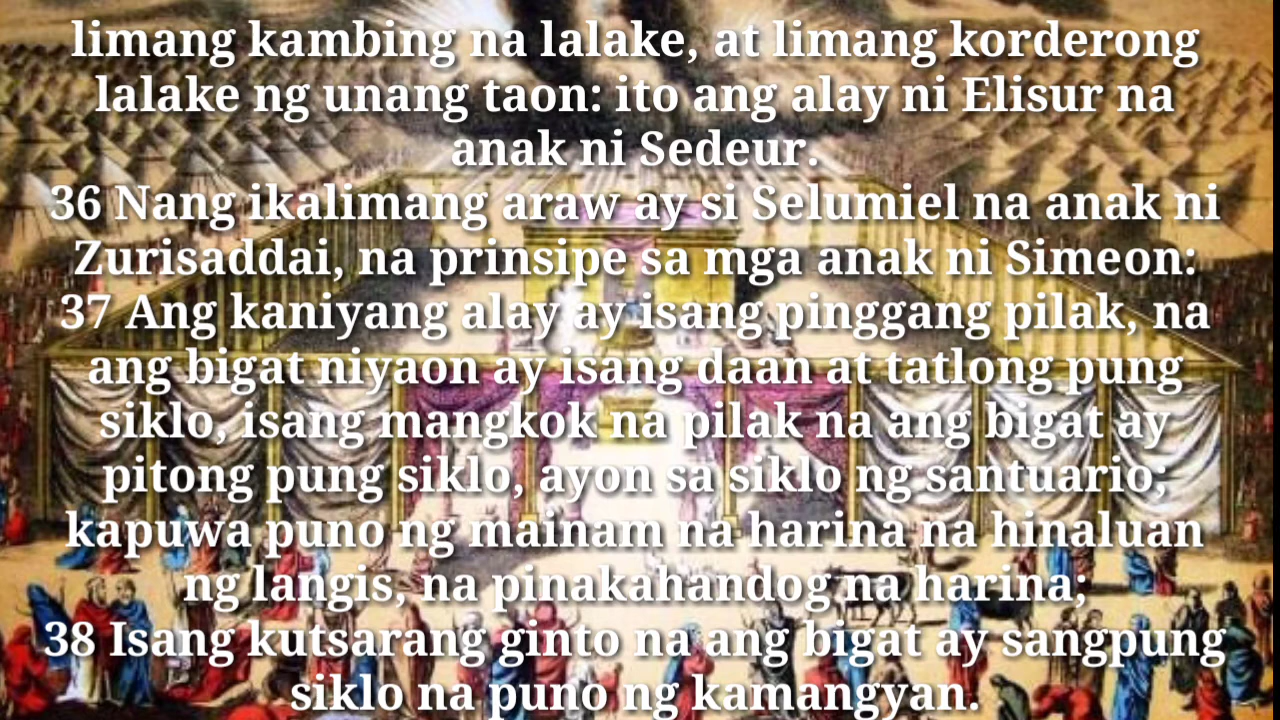 limang kambing na lalake, at limang korderong
lalake ng unang taon: ito ang alay ni Elisur na
anak ni Sedeur.
36 Nang ikalimang araw ay si Selumiel na anak ni
Zurisaddai, na prinsipe sa mga anak ni Simeon:
37 Ang kaniyang alay ay isang pinggang pilak, na
ang bigat niyaon ay isang daan at tatlong pung
siklo, isang mangkok na pilak na ang bigat ay
pitong pung siklo, ayon sa siklo ng santuario;
kapuwa puno ng mainam na harina na hinaluan
ng langis, na pinakahandog na harina;
38 Isang kutsarang ginto na ang bigat ay sangpung
siklo na puno ng kamangyan.